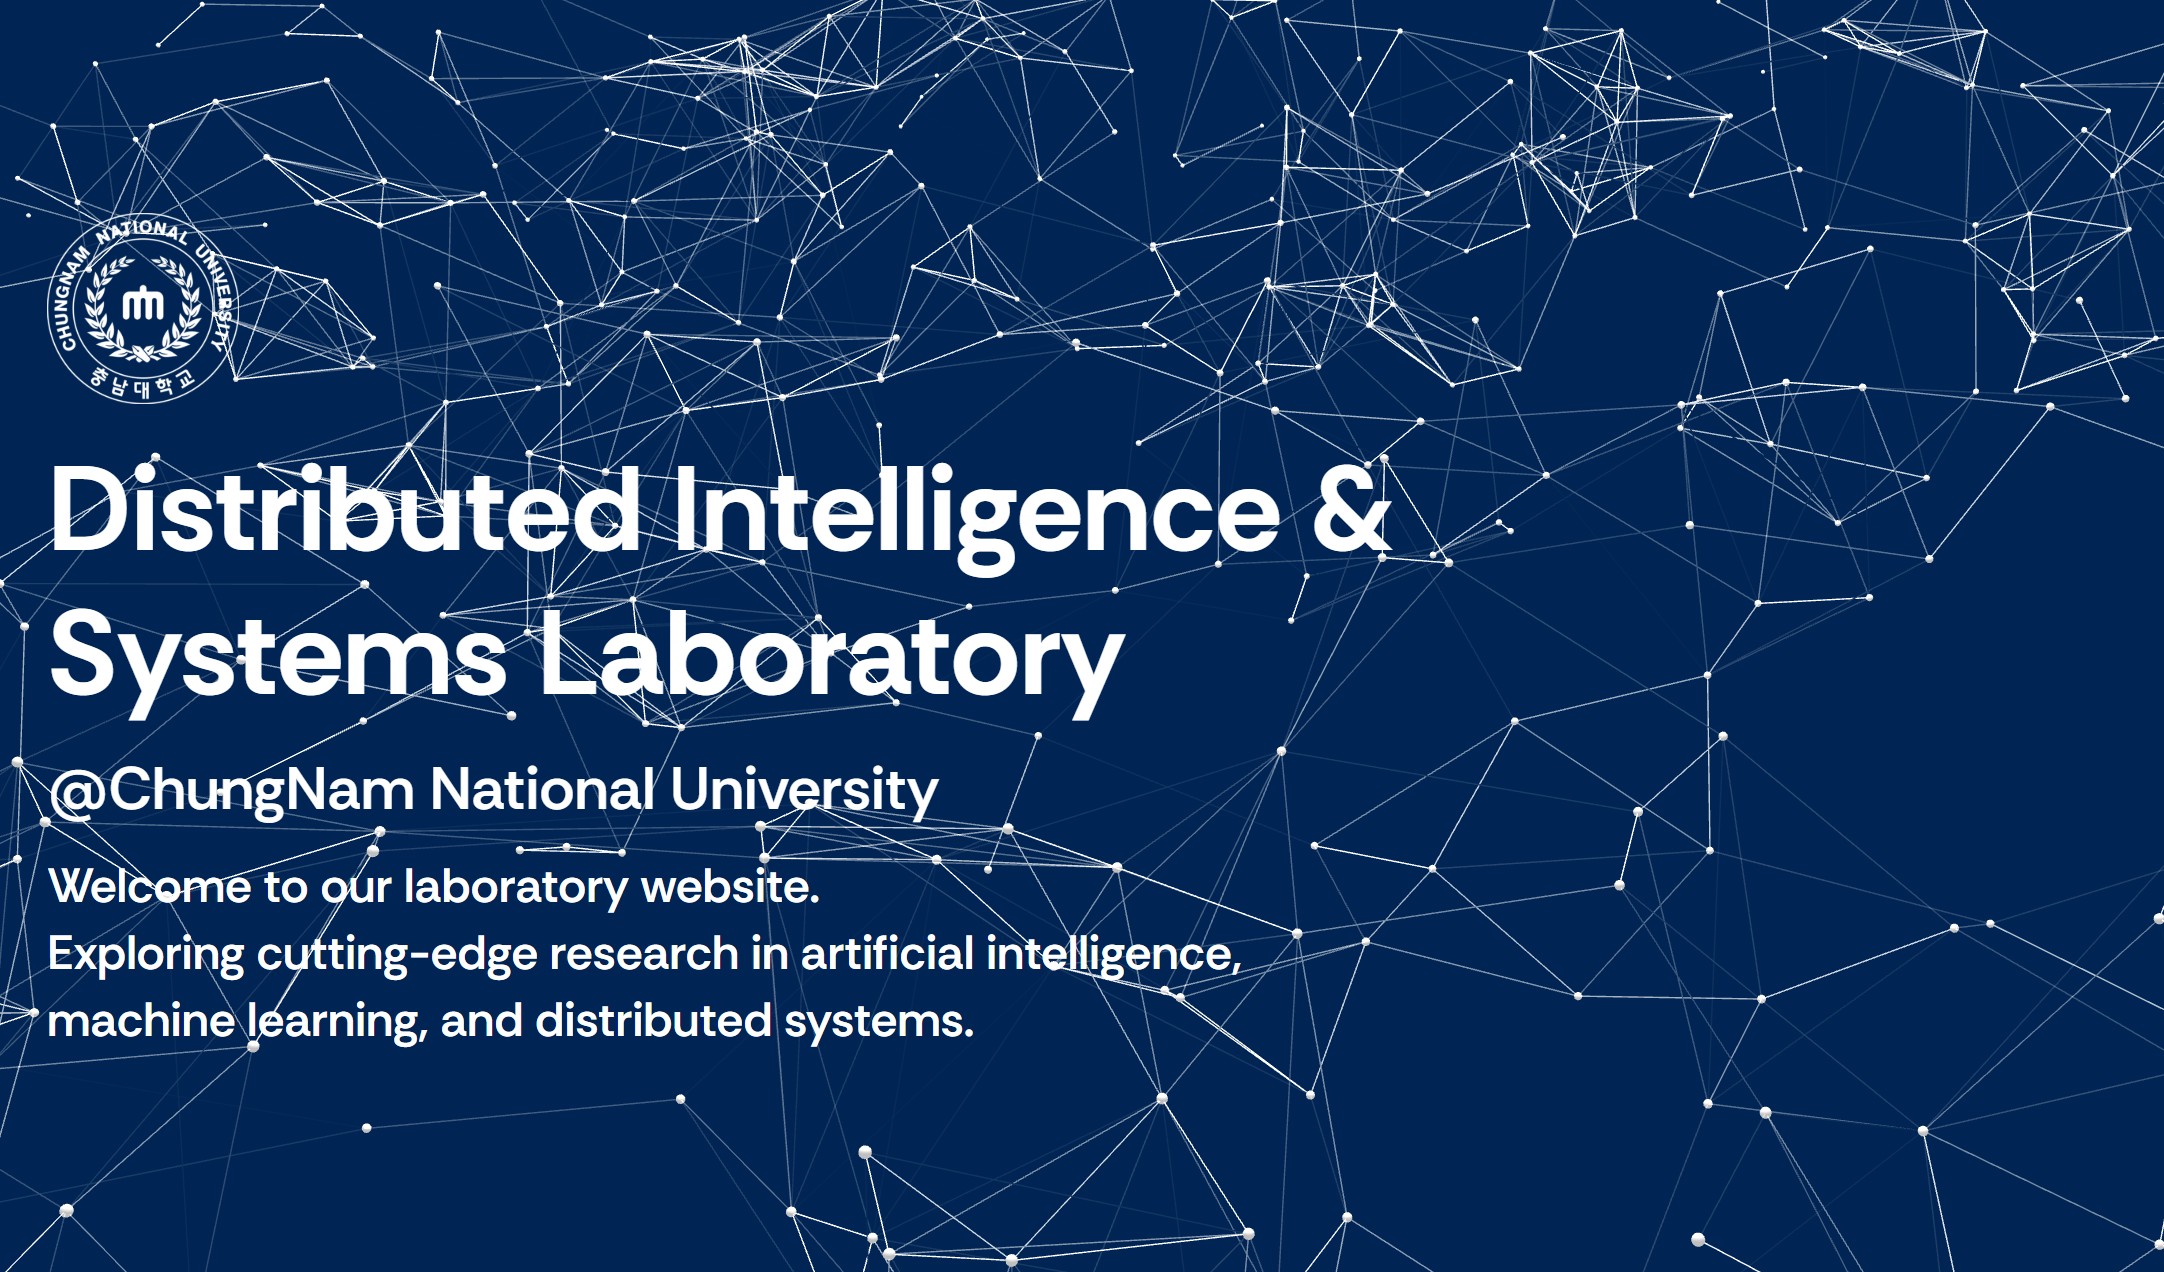 CHUNGNAM NATIONAL UNIVERSITY
충남대학교
Distributed Intelligence &
Systems Laboratory
@ChungNam National University
Welcome to our laboratory website.
Exploring cutting-edge research in artificial intelligence,
machine learning, and distributed systems.